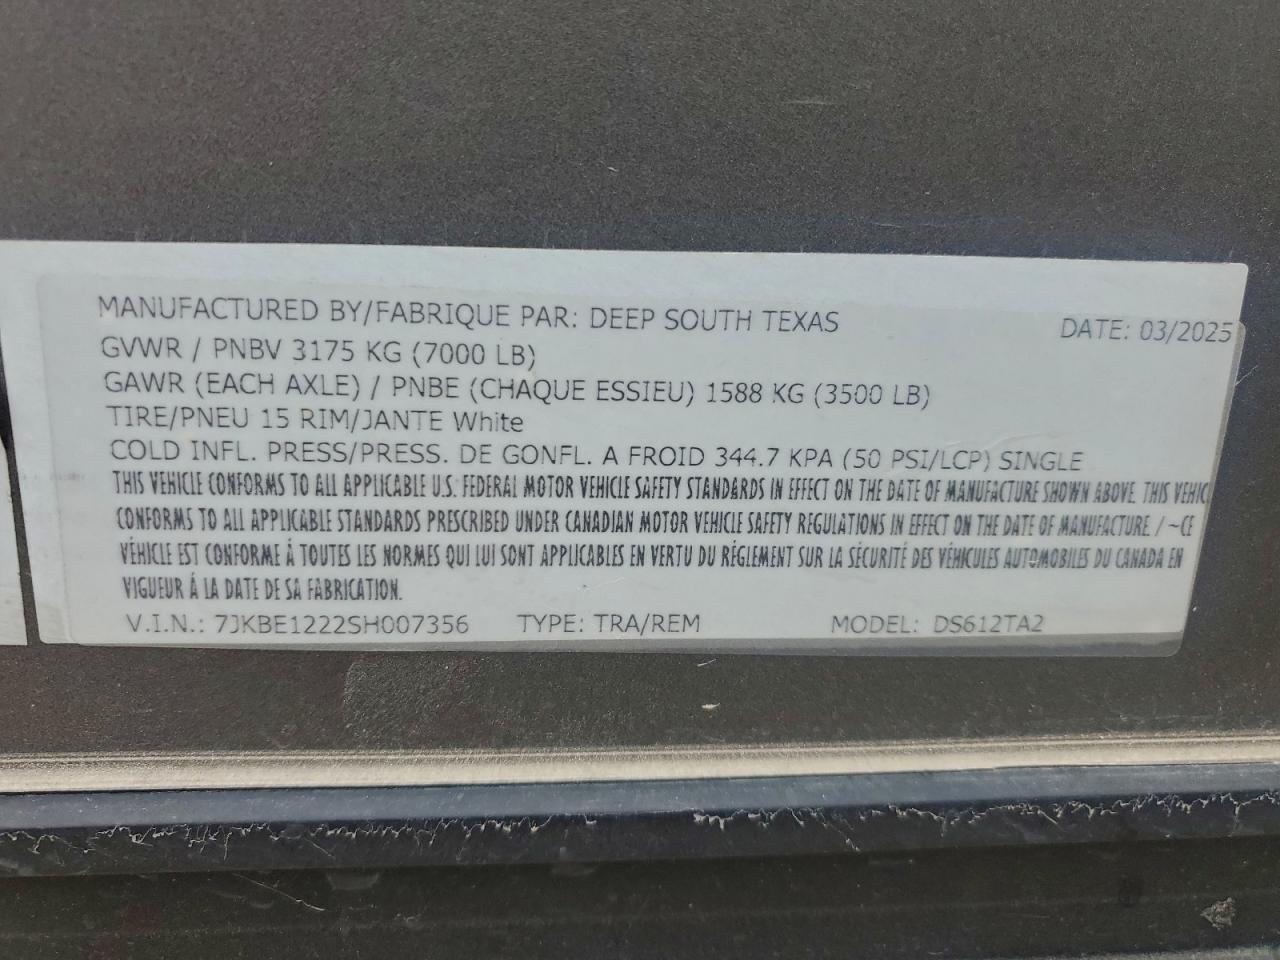 MANUFACTURED BY/FABRIQUE PAR: DEEP SOUTH TEXAS DATE: 03/2025
GVWR / PNBV 3175 KG (7000 LB)
GAWR (EACH AXLE) / PNBE (CHAQUE ESSIEU) 1588 KG (3500 LB)
TIRE/PNEU 15 RIM/JANTE White
COLD INFL. PRESS/PRESS. DE GONFL. A FROID 344.7 KPA (50 PSI/LCP) SINGLE
THIS VEHICLE CONFORMS TO ALL APPLICABLE U.S. FEDERAL MOTOR VEHICLE SAFETY STANDARDS IN EFFECT ON THE DATE OF MANUFACTURE SHOWN ABOVE. THIS VEHIC
CONFORMS TO ALL APPLICABLE STANDARDS PRESCRIBED UNDER CANADIAN MOTOR VEHICLE SAFETY REGULATIONS IN EFFECT ON THE DATE OF MANUFACTURE / ~CE
VÉHICLE EST CONFORME À TOUTES LES NORMES QUI LUI SONT APPLICABLES EN VERTU DU RÉGLEMENT SUR LA SÉCURITÉ DES VÉHICULES AUTOMOBILES DU CANADA EN
VIGUEUR Á LA DATE DE SA FABRICATION.
V.I.N.: 7JKBE1222SH007356 TYPE: TRA/REM MODEL: DS612TA2